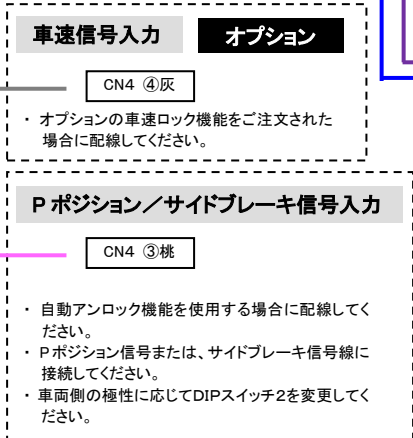 車速信号入力 オプション
CN4 ④灰
・ オプションの車速ロック機能をご注文された
場合に配線してください。
Pポジション／サイドブレーキ信号入力
CN4 ③桃
・ 自動アンロック機能を使用する場合に配線してく
ださい。
・ Pポジション信号または、サイドブレーキ信号線に
接続してください。
・ 車両側の極性に応じてDIPスイッチ2を変更してく
ださい。